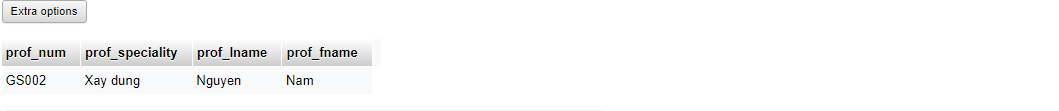 Extra options
prof_num prof_speciality prof_lname prof_fname
GS002 Xay dung Nguyen Nam